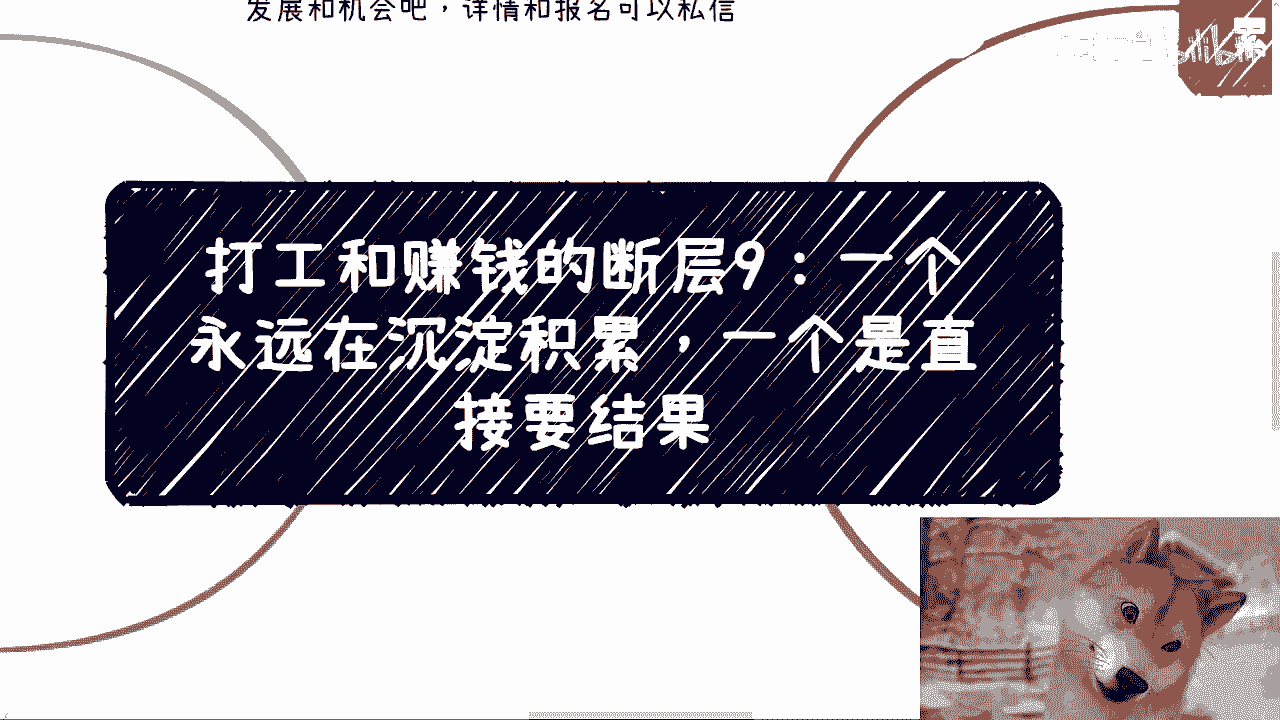 发展和机会吧，详情和报名可以私信
打工和赚钱的断层9：一个
永远在沉淀积累，一个是直
接要结果